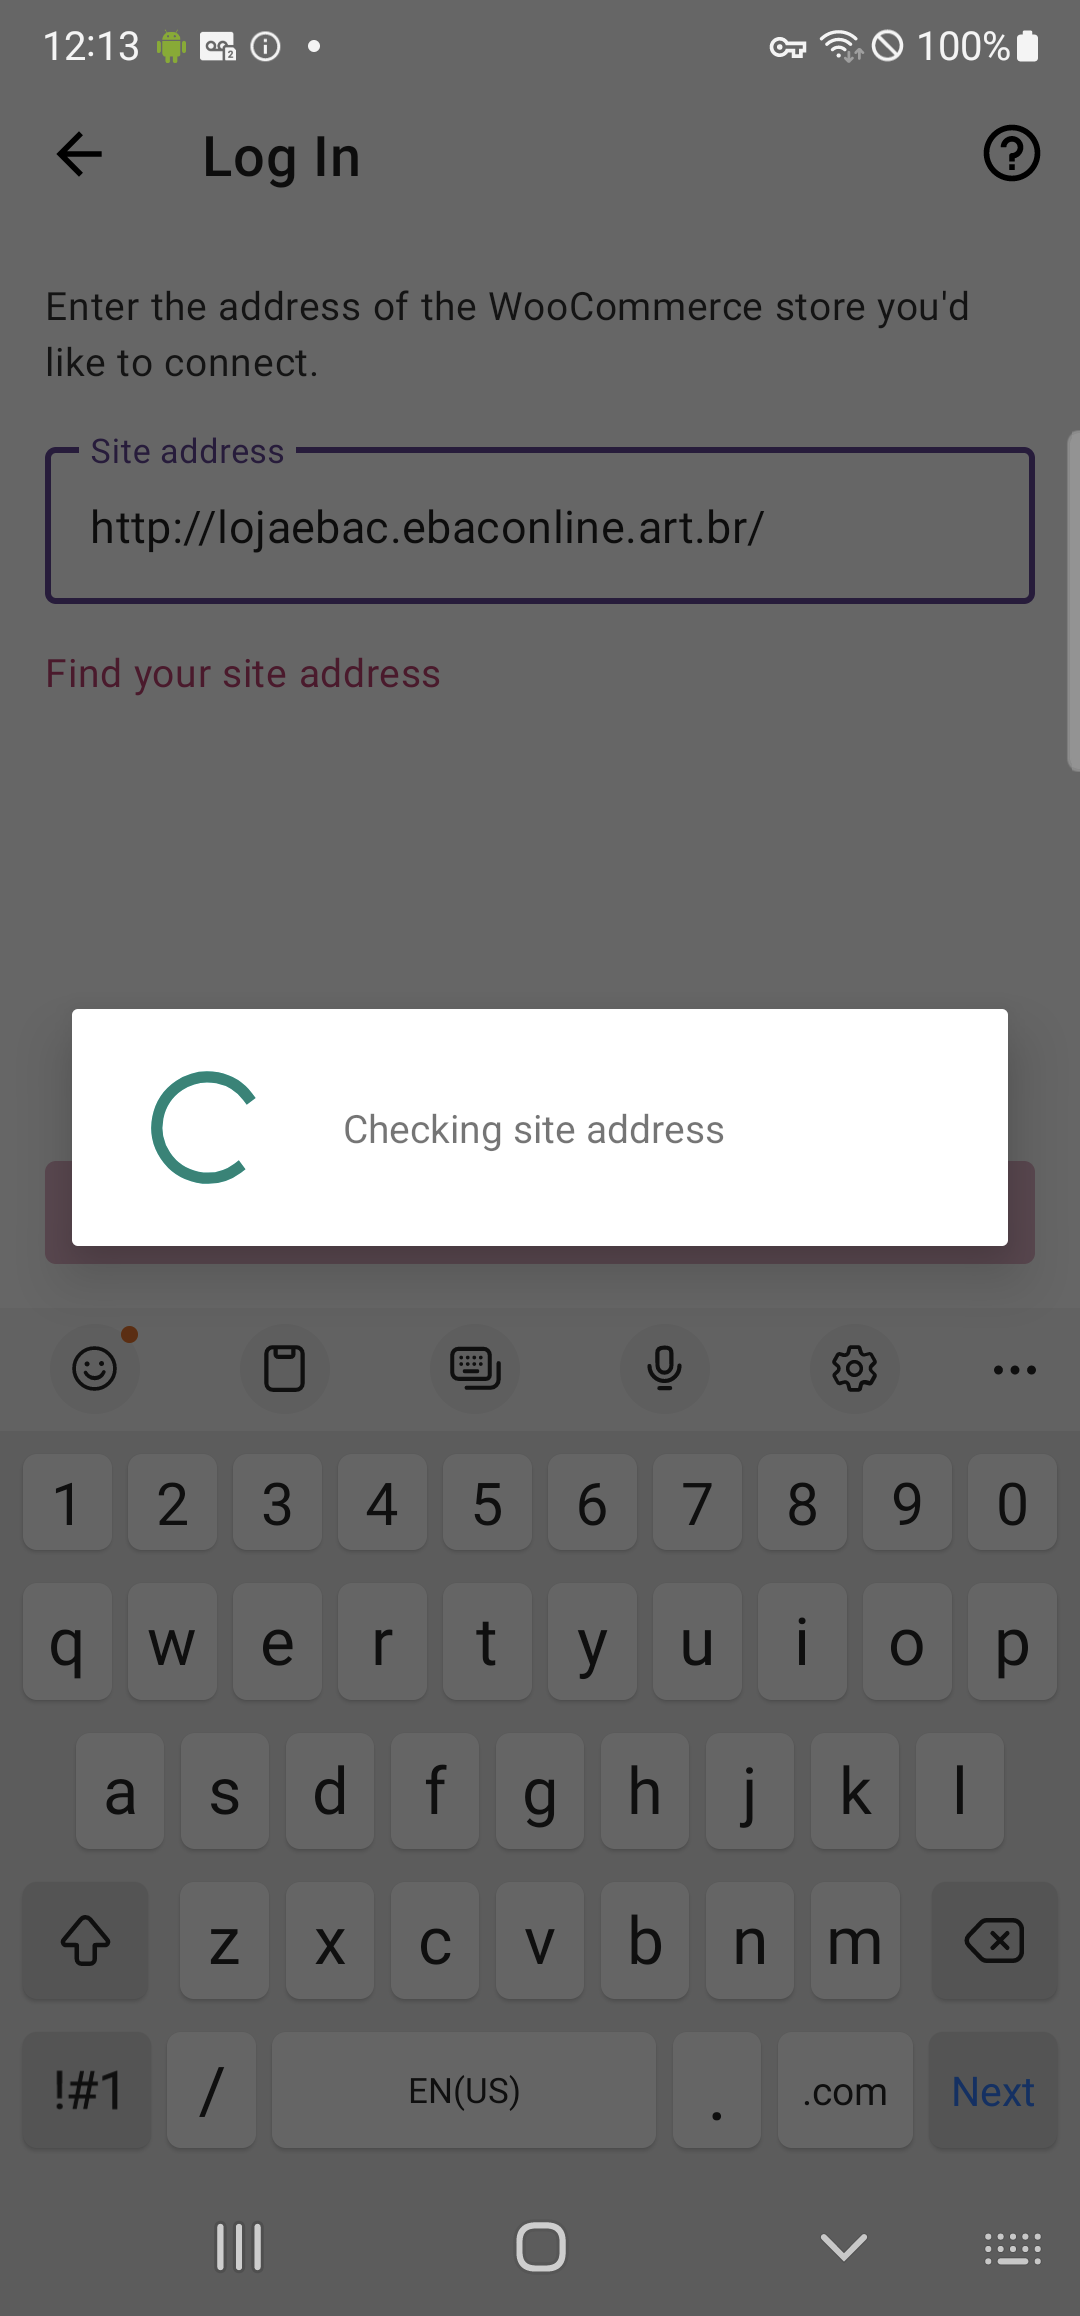 12:13
100%
Log In
Enter the address of the WooCommerce store you'd
like to connect.
Site address
http://lojaebac.ebaconline.art.br/
Find your site address
Checking site address
1 2 3 4 5 6 7 8 9 0
q w e r t y u i o p
a s d f g h j k l
z x c v b n m
!#1 / EN(US) . .com Next